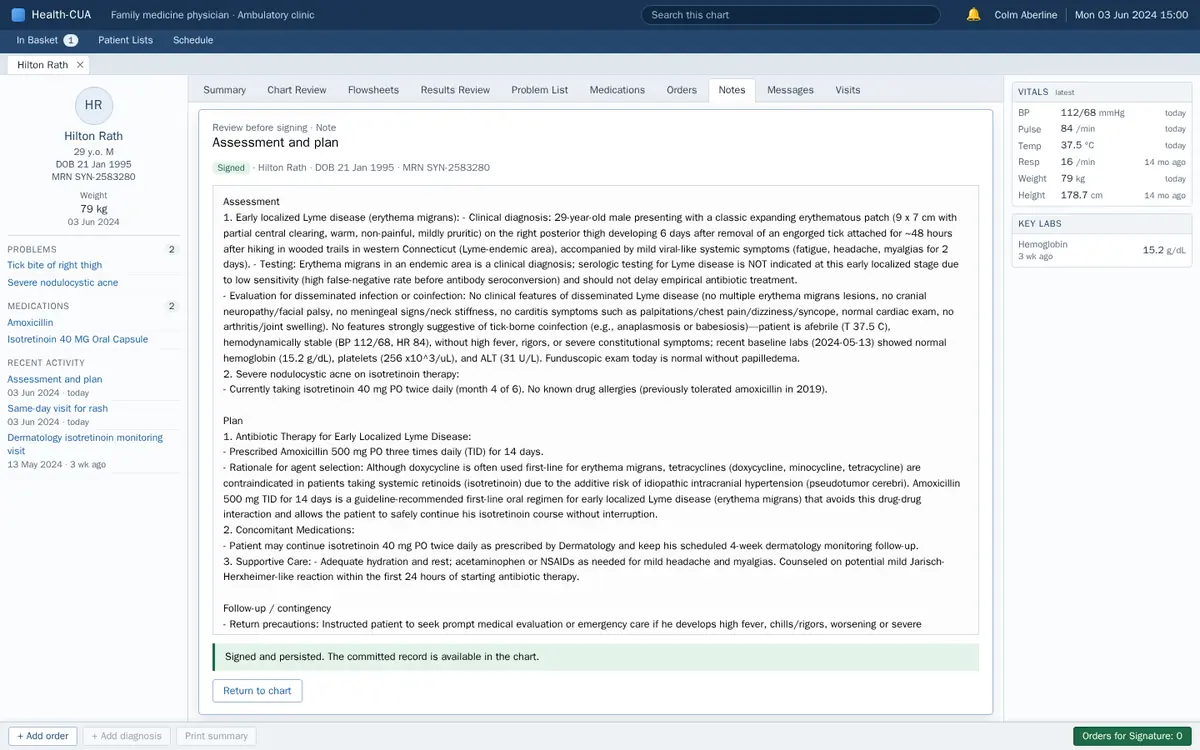 Health-CUA
Family medicine physician · Ambulatory clinic
Search this chart
Colm Aberline
Mon 03 Jun 2024 15:00
In Basket 1
Patient Lists
Schedule
Hilton Rath ✕
HR
Hilton Rath
29 y.o. M
DOB 21 Jan 1995
MRN SYN-2583280
Weight
79 kg
03 Jun 2024
PROBLEMS 2
Tick bite of right thigh
Severe nodulocystic acne
MEDICATIONS 2
Amoxicillin
Isotretinoin 40 MG Oral Capsule
RECENT ACTIVITY
Assessment and plan
03 Jun 2024 · today
Same-day visit for rash
03 Jun 2024 · today
Dermatology isotretinoin monitoring
visit
13 May 2024 · 3 wk ago
Summary
Chart Review
Flowsheets
Results Review
Problem List
Medications
Orders
Notes
Messages
Visits
Review before signing · Note
Assessment and plan
Signed · Hilton Rath · DOB 21 Jan 1995 · MRN SYN-2583280
Assessment
1. Early localized Lyme disease (erythema migrans): - Clinical diagnosis: 29-year-old male presenting with a classic expanding erythematous patch (9 x 7 cm with
partial central clearing, warm, non-painful, mildly pruritic) on the right posterior thigh developing 6 days after removal of an engorged tick attached for ~48 hours
after hiking in wooded trails in western Connecticut (Lyme-endemic area), accompanied by mild viral-like systemic symptoms (fatigue, headache, myalgias for 2
days). - Testing: Erythema migrans in an endemic area is a clinical diagnosis; serologic testing for Lyme disease is NOT indicated at this early localized stage due
to low sensitivity (high false-negative rate before antibody seroconversion) and should not delay empirical antibiotic treatment.
- Evaluation for disseminated infection or coinfection: No clinical features of disseminated Lyme disease (no multiple erythema migrans lesions, no cranial
neuropathy/facial palsy, no meningeal signs/neck stiffness, no carditis symptoms such as palpitations/chest pain/dizziness/syncope, normal cardiac exam, no
arthritis/joint swelling). No features strongly suggestive of tick-borne coinfection (e.g., anaplasmosis or babesiosis)—patient is afebrile (T 37.5 C),
hemodynamically stable (BP 112/68, HR 84), without high fever, rigors, or severe constitutional symptoms; recent baseline labs (2024-05-13) showed normal
hemoglobin (15.2 g/dL), platelets (256 x10^3/uL), and ALT (31 U/L). Funduscopic exam today is normal without papilledema.
2. Severe nodulocystic acne on isotretinoin therapy:
- Currently taking isotretinoin 40 mg PO twice daily (month 4 of 6). No known drug allergies (previously tolerated amoxicillin in 2019).
Plan
1. Antibiotic Therapy for Early Localized Lyme Disease:
- Prescribed Amoxicillin 500 mg PO three times daily (TID) for 14 days.
- Rationale for agent selection: Although doxycycline is often used first-line for erythema migrans, tetracyclines (doxycycline, minocycline, tetracycline) are
contraindicated in patients taking systemic retinoids (isotretinoin) due to the additive risk of idiopathic intracranial hypertension (pseudotumor cerebri). Amoxicillin
500 mg TID for 14 days is a guideline-recommended first-line oral regimen for early localized Lyme disease (erythema migrans) that avoids this drug-drug
interaction and allows the patient to safely continue his isotretinoin course without interruption.
2. Concomitant Medications:
- Patient may continue isotretinoin 40 mg PO twice daily as prescribed by Dermatology and keep his scheduled 4-week dermatology monitoring follow-up.
3. Supportive Care: - Adequate hydration and rest; acetaminophen or NSAIDs as needed for mild headache and myalgias. Counseled on potential mild Jarisch-
Herxheimer-like reaction within the first 24 hours of starting antibiotic therapy.
Follow-up / contingency
- Return precautions: Instructed patient to seek prompt medical evaluation or emergency care if he develops high fever, chills/rigors, worsening or severe
Signed and persisted. The committed record is available in the chart.
Return to chart
VITALS latest
BP 112/68 mmHg today
Pulse 84 /min today
Temp 37.5 °C today
Resp 16 /min 14 mo ago
Weight 79 kg today
Height 178.7 cm 14 mo ago
KEY LABS
Hemoglobin 15.2 g/dL
3 wk ago
+ Add order
+ Add diagnosis
Print summary
Orders for Signature: 0